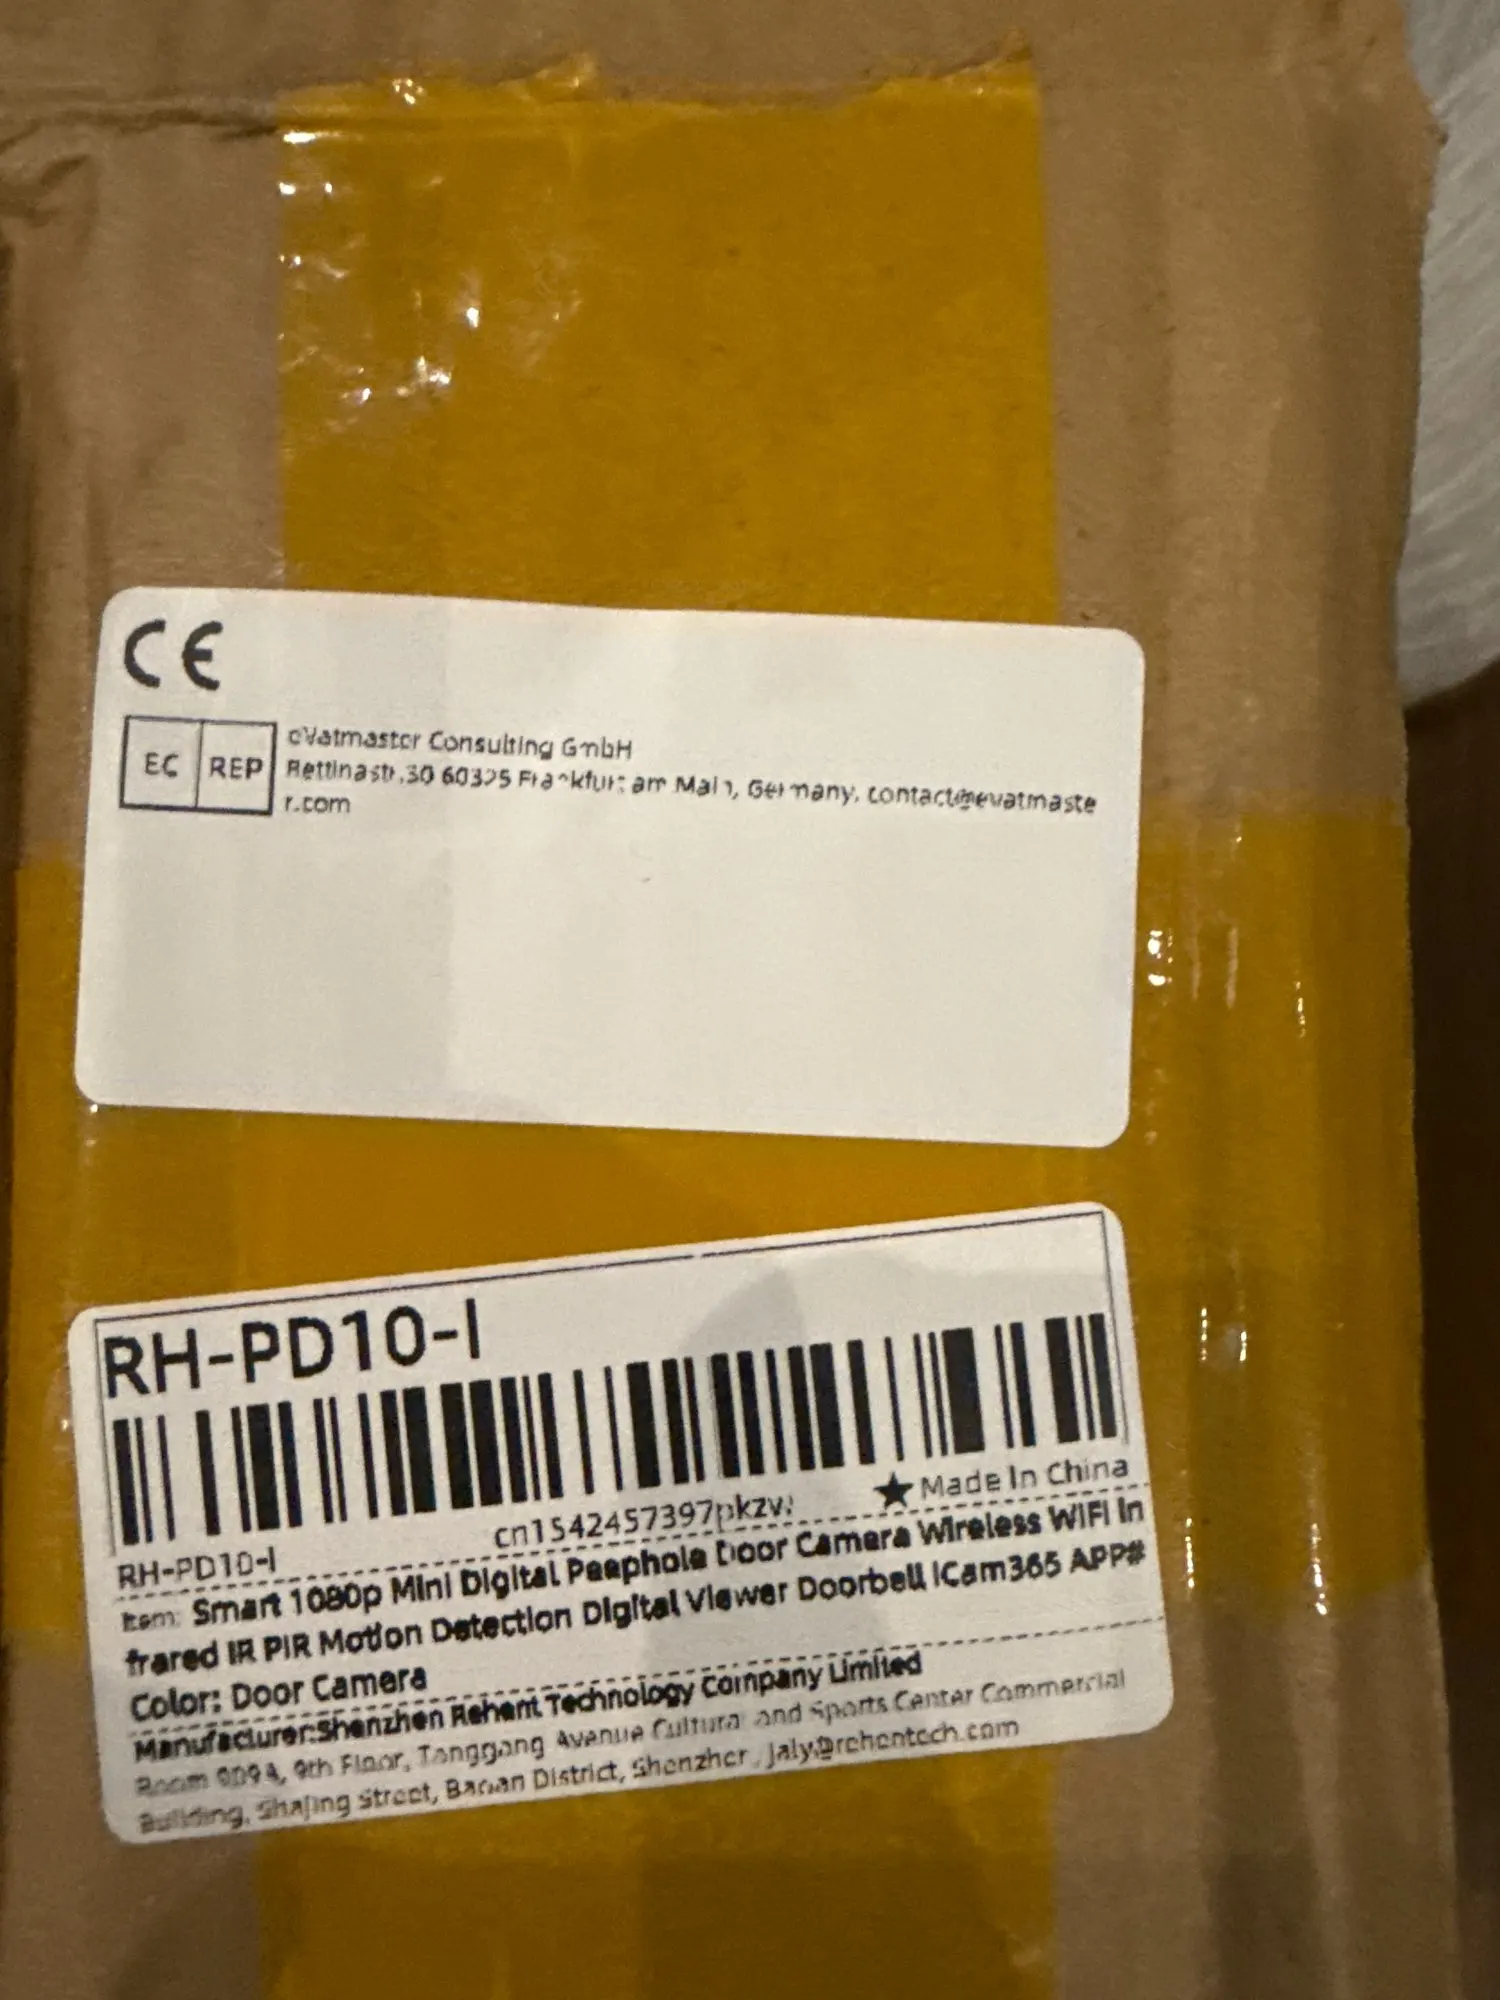 CE
EC REP
eVatmaster Consulting GmbH
Bettinastr.30 60325 Frankfurt am Main, Germany, contact@evatmaste
r.com
RH-PD10-I
RH-PD10-I
cn1542457397pkzv
★Made In China
Item: Smart 1080p Mini Digital Peephole Door Camera Wireless WIFI In
frared IR PIR Motion Detection Digital Viewer Doorbell ICam365 APP#
Color: Door Camera
Manufacturer:Shenzhen Rehent Technology Company Limited
Room 909A, 9th Floor, Tanggang Avenue Cultural and Sports Center Commercial
Building, Shajing Street, Baoan District, Shenzhen, @rehentech.com